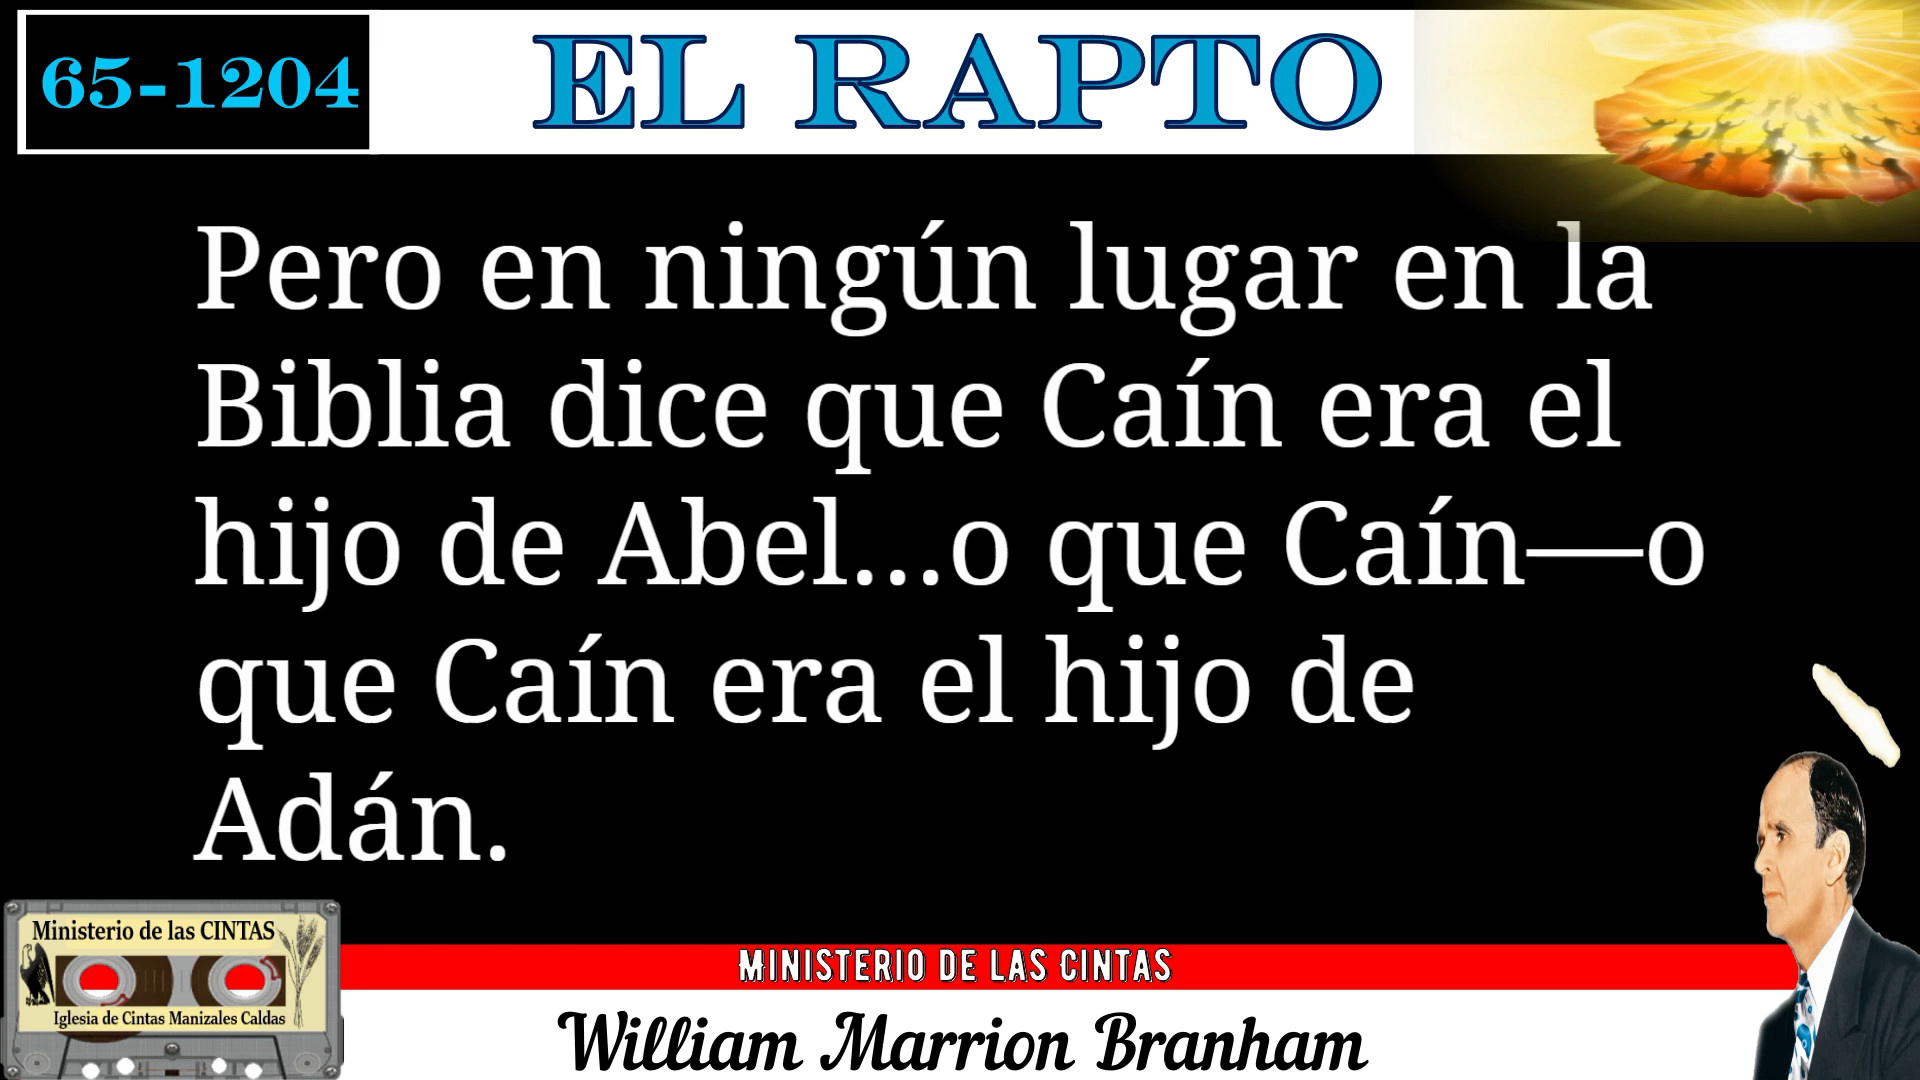 65-1204
EL RAPTO
Pero en ningún lugar en la
Biblia dice que Caín era el
hijo de Abel...o que Caín—o
que Caín era el hijo de
Adán.
Ministerio de las CINTAS
Iglesia de Cintas Manizales Caldas
MINISTERIO DE LAS CINTAS
William Marrion Branham